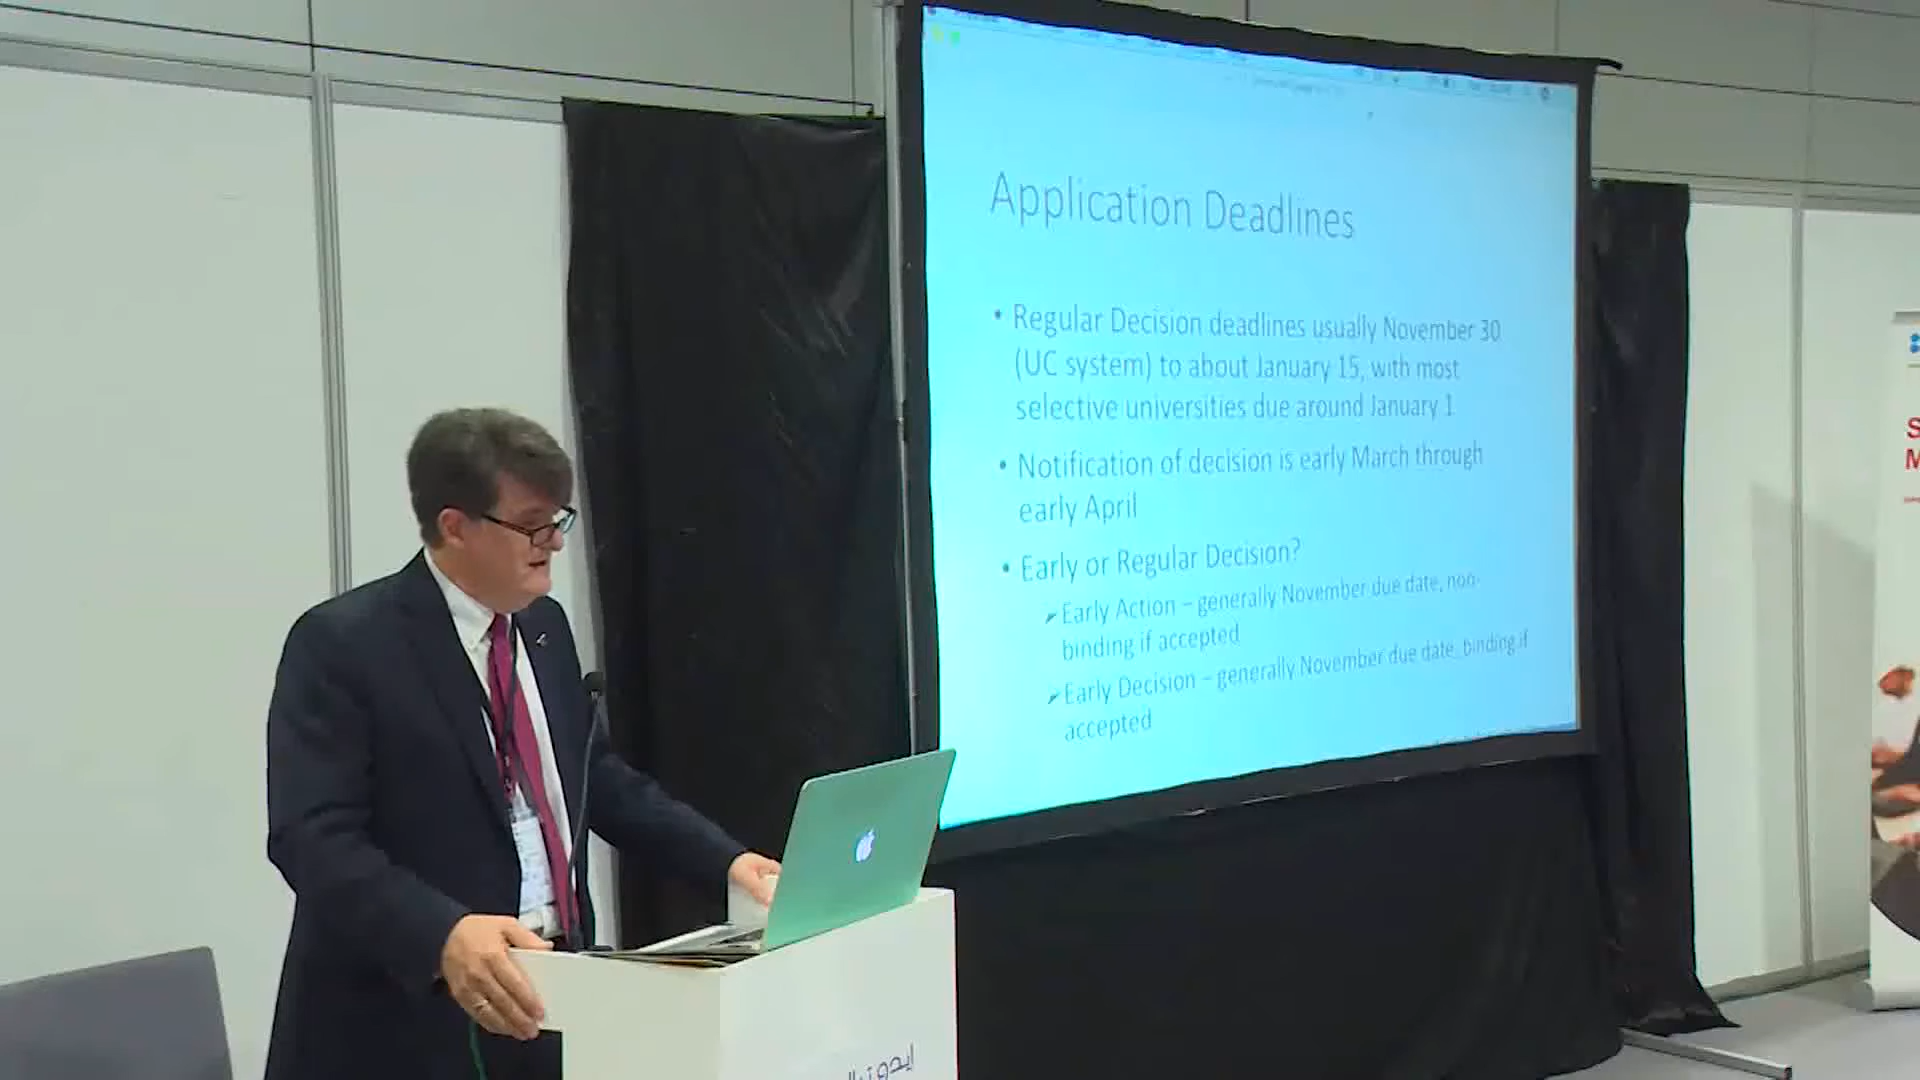 Application Deadlines
• Regular Decision deadlines usually November 30
(UC system) to about January 15, with most
selective universities due around January 1
• Notification of decision is early March through
early April
• Early or Regular Decision?
➢Early Action – generally November due date, non-
binding if accepted
➢Early Decision – generally November due date, binding if
accepted
S
M